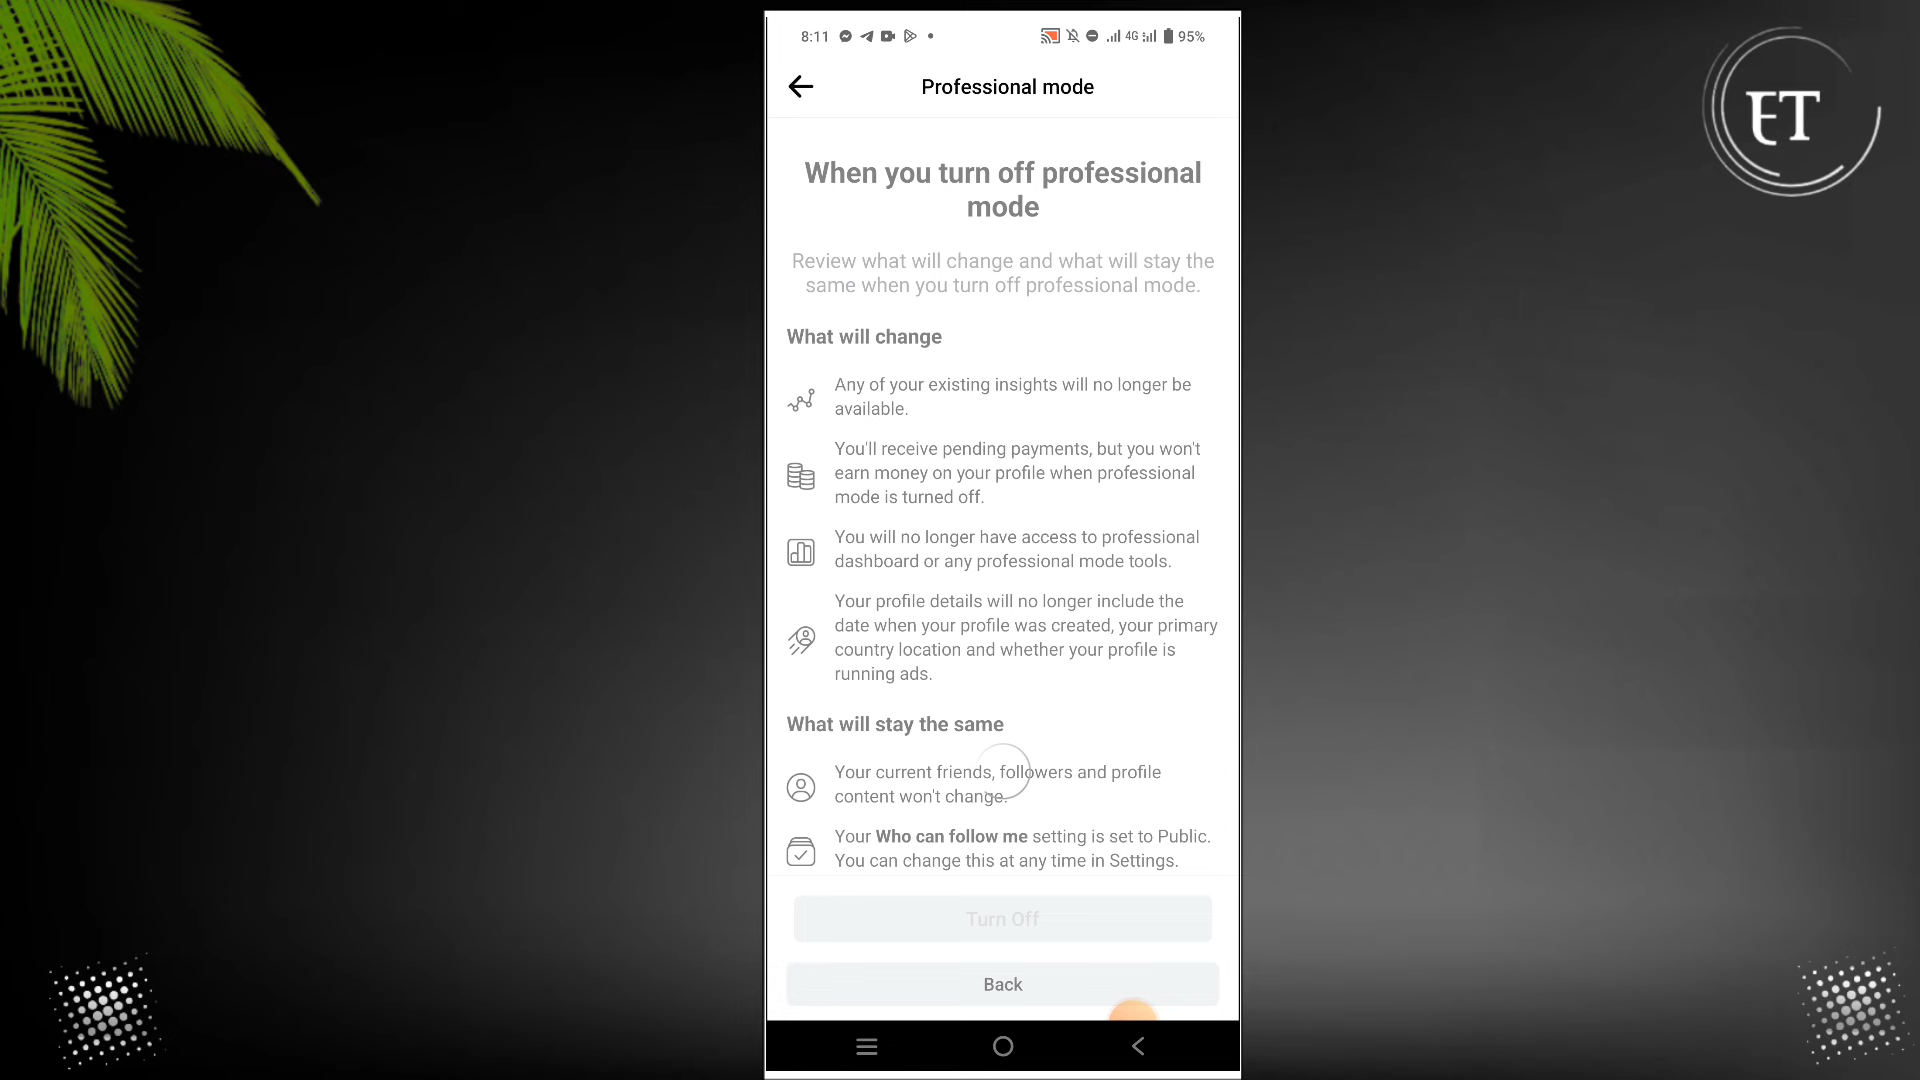 8:11
4G
95%
ET
Professional mode
When you turn off professional
mode
Review what will change and what will stay the
same when you turn off professional mode.
What will change
Any of your existing insights will no longer be
available.
You'll receive pending payments, but you won't
earn money on your profile when professional
mode is turned off.
You will no longer have access to professional
dashboard or any professional mode tools.
Your profile details will no longer include the
date when your profile was created, your primary
country location and whether your profile is
running ads.
What will stay the same
Your current friends, followers and profile
content won't change.
Your Who can follow me setting is set to Public.
You can change this at any time in Settings.
Turn Off
Back